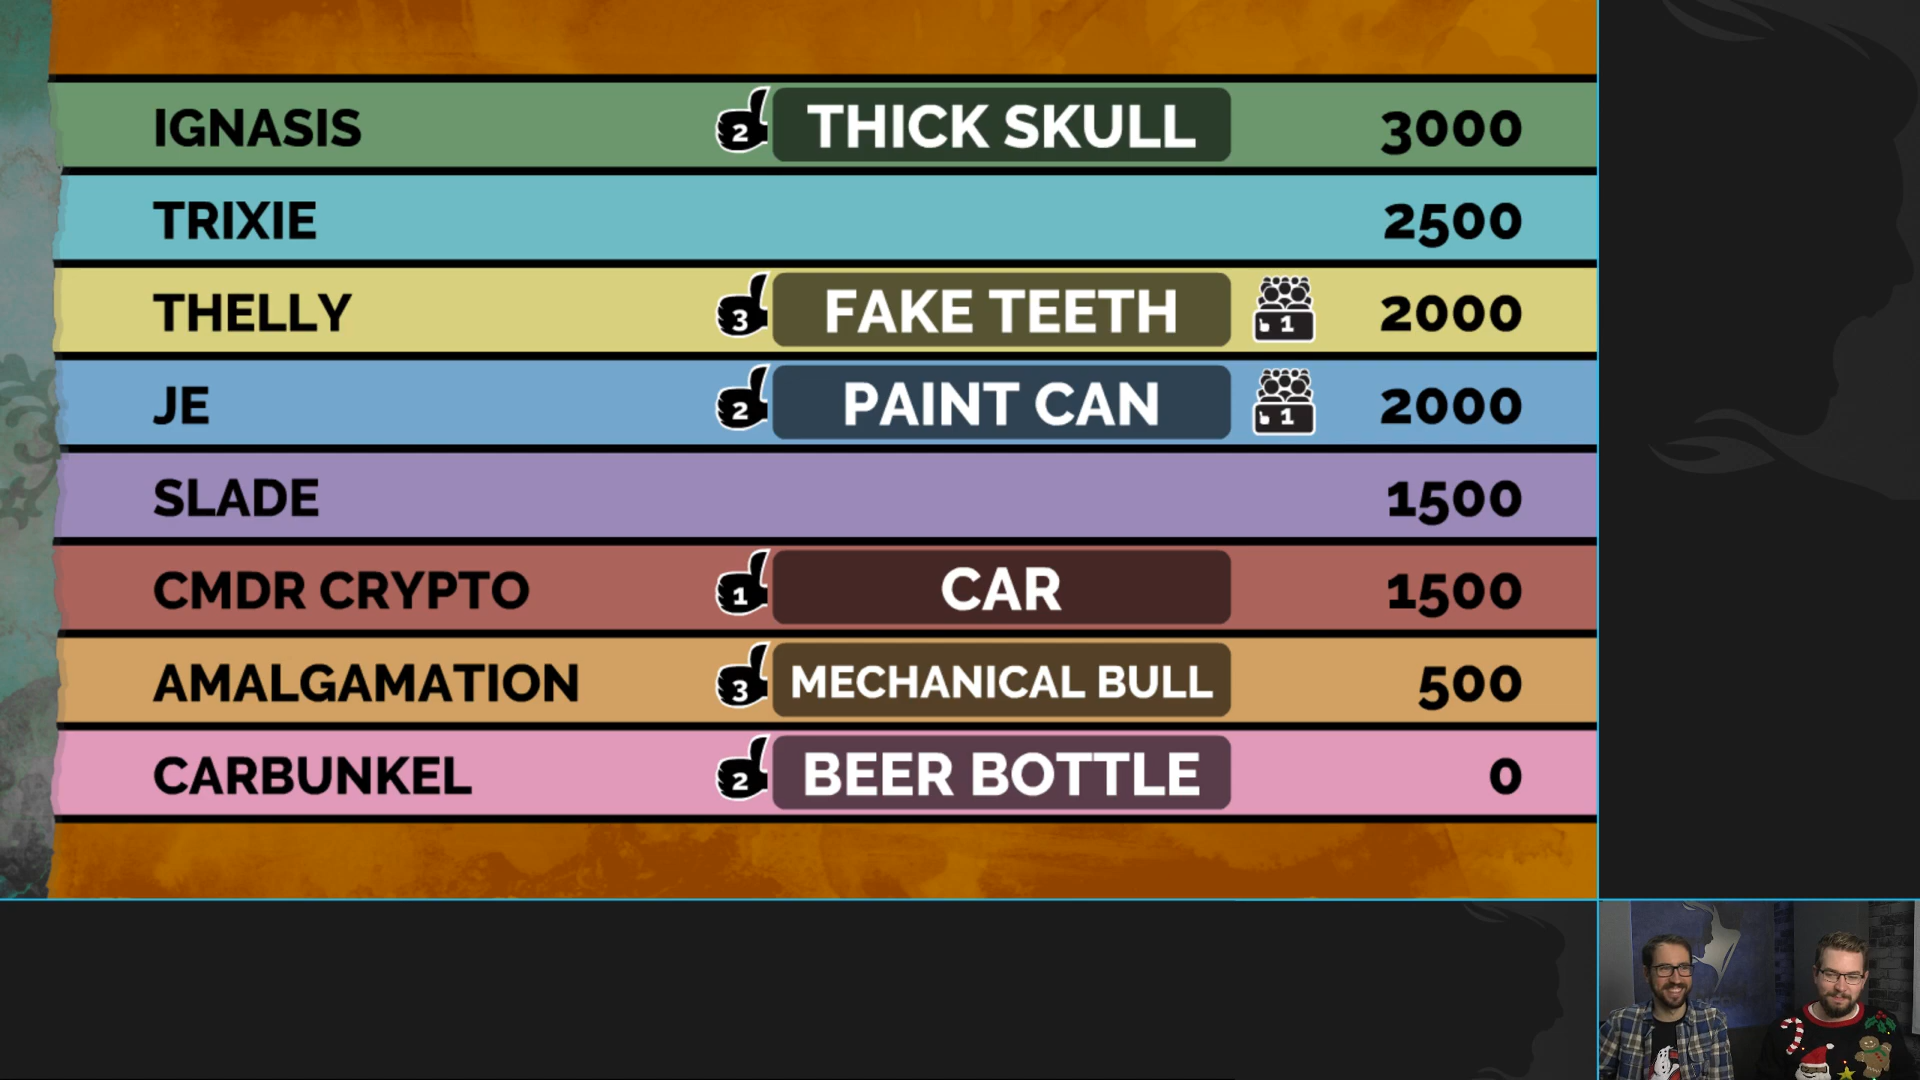 IGNASIS 2 THICK SKULL 3000
TRIXIE 2500
THELLY 3 FAKE TEETH 1 2000
JE 2 PAINT CAN 1 2000
SLADE 1500
CMDR CRYPTO 1 CAR 1500
AMALGAMATION 3 MECHANICAL BULL 500
CARBUNKEL 2 BEER BOTTLE 0